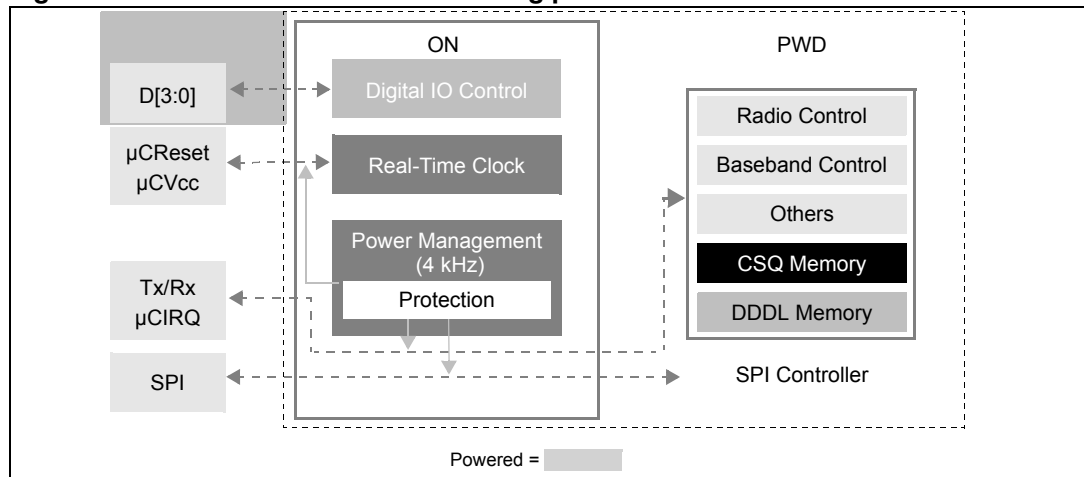 ON
PWD
D[3:0]
Digital IO Control
Radio Control
µCReset
µCVcc
Real-Time Clock
Baseband Control
Others
Power Management
(4 kHz)
Protection
CSQ Memory
DDDL Memory
Tx/Rx
µCIRQ
SPI
SPI Controller
Powered =